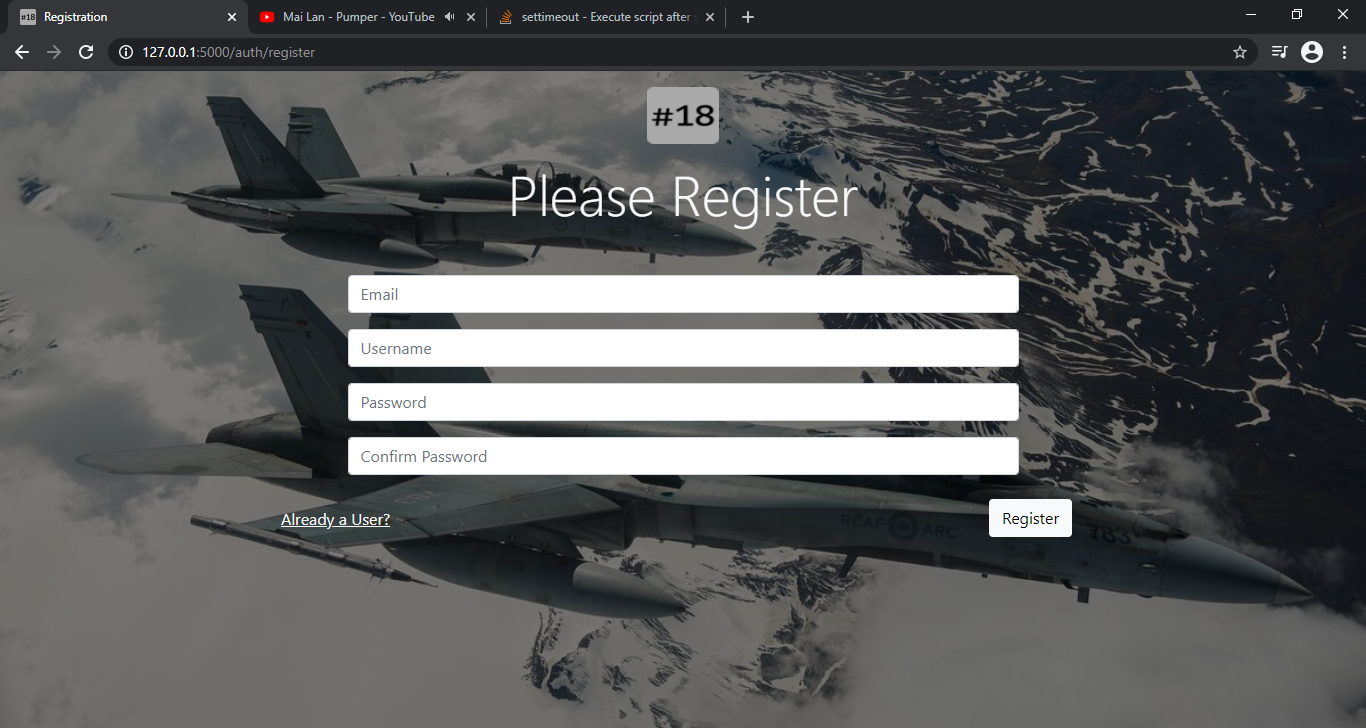 #18 Registration
Mai Lan - Pumper - YouTube
settimeout - Execute script after
127.0.0.1:5000/auth/register
#18
Please Register
Email
Username
Password
Confirm Password
Already a User?
Register
RCAF ARC
783
783